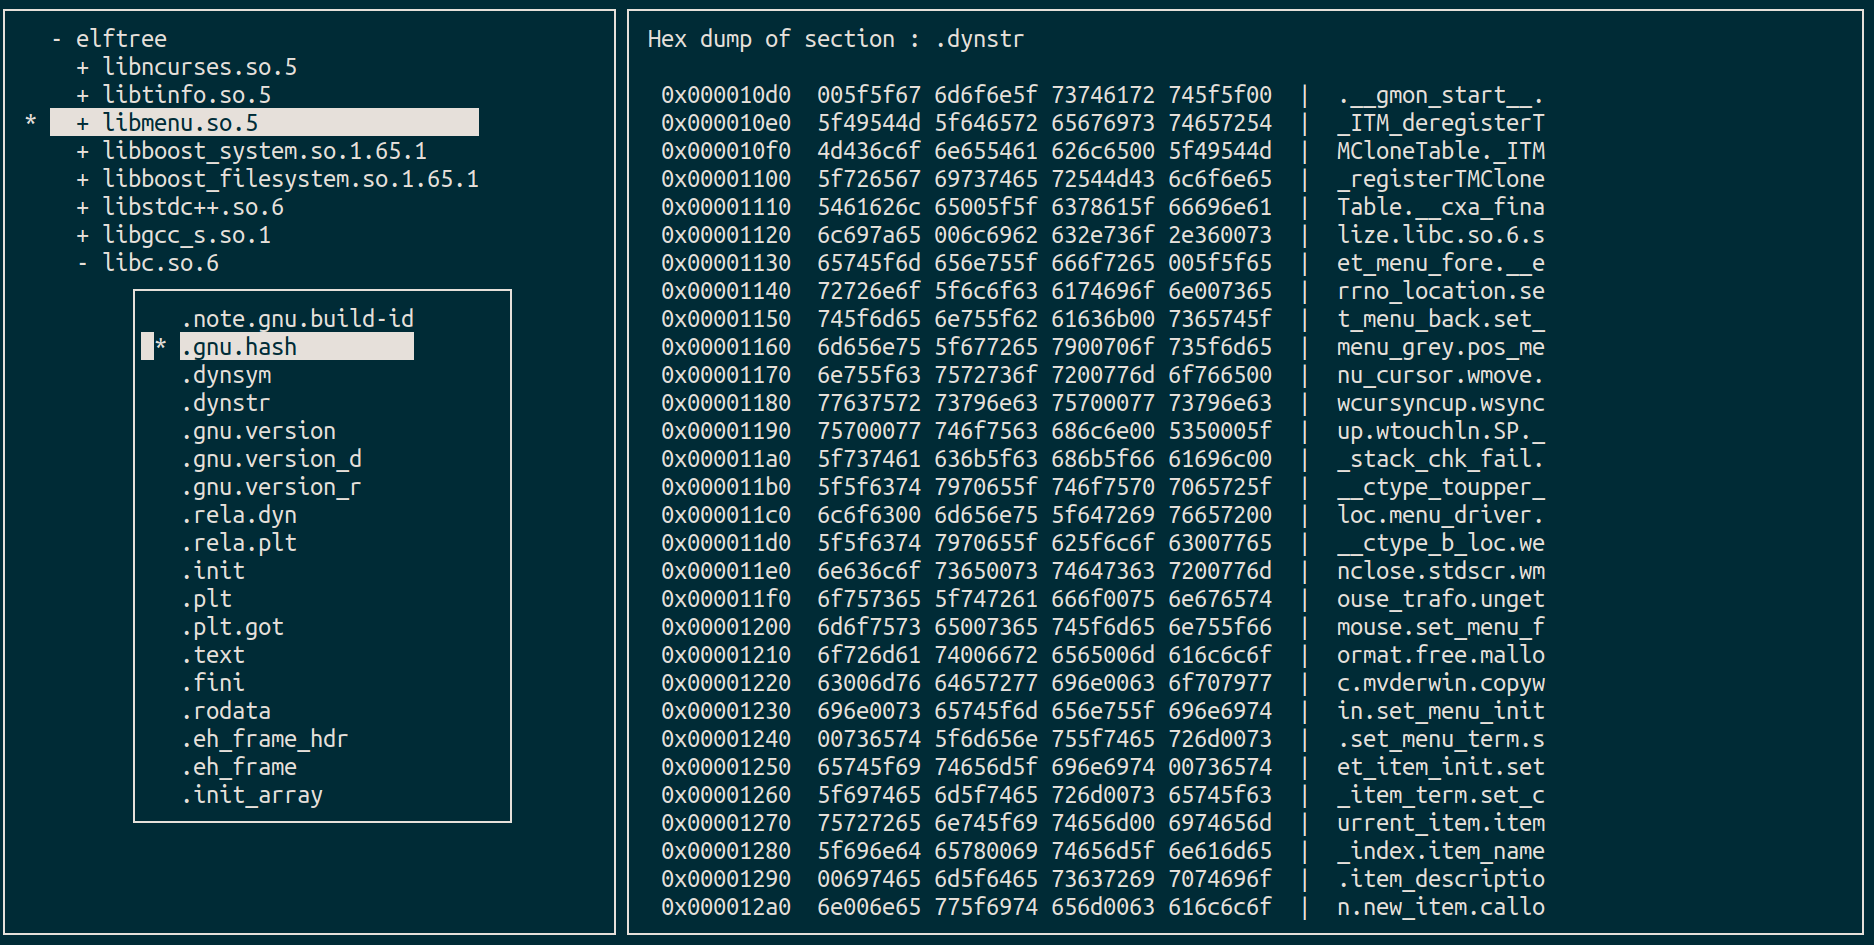 - elftree
+ libncurses.so.5
+ libtinfo.so.5
* + libmenu.so.5
+ libboost_system.so.1.65.1
+ libboost_filesystem.so.1.65.1
+ libstdc++.so.6
+ libgcc_s.so.1
- libc.so.6
.note.gnu.build-id
* .gnu.hash
.dynsym
.dynstr
.gnu.version
.gnu.version_d
.gnu.version_r
.rela.dyn
.rela.plt
.init
.plt
.plt.got
.text
.fini
.rodata
.eh_frame_hdr
.eh_frame
.init_array
Hex dump of section : .dynstr
0x000010d0 005f5f67 6d6f6e5f 73746172 745f5f00 | .__gmon_start__.
0x000010e0 5f49544d 5f646572 65676973 74657254 | _ITM_deregisterT
0x000010f0 4d436c6f 6e655461 626c6500 5f49544d | MCloneTable._ITM
0x00001100 5f726567 69737465 72544d43 6c6f6e65 | _registerTMClone
0x00001110 5461626c 65005f5f 6378615f 66696e61 | Table.__cxa_fina
0x00001120 6c697a65 006c6962 632e736f 2e360073 | lize.libc.so.6.s
0x00001130 65745f6d 656e755f 666f7265 005f5f65 | et_menu_fore.__e
0x00001140 72726e6f 5f6c6f63 6174696f 6e007365 | rrno_location.se
0x00001150 745f6d65 6e755f62 61636b00 7365745f | t_menu_back.set_
0x00001160 6d656e75 5f677265 7900706f 735f6d65 | menu_grey.pos_me
0x00001170 6e755f63 7572736f 7200776d 6f766500 | nu_cursor.wmove.
0x00001180 77637572 73796e63 75700077 73796e63 | wcursyncup.wsync
0x00001190 75700077 746f7563 686c6e00 5350005f | up.wtouchln.SP._
0x000011a0 5f737461 636b5f63 686b5f66 61696c00 | _stack_chk_fail.
0x000011b0 5f5f6374 7970655f 746f7570 7065725f | __ctype_toupper_
0x000011c0 6c6f6300 6d656e75 5f647269 76657200 | loc.menu_driver.
0x000011d0 5f5f6374 7970655f 625f6c6f 63007765 | __ctype_b_loc.we
0x000011e0 6e636c6f 73650073 74647363 7200776d | nclose.stdscr.wm
0x000011f0 6f757365 5f747261 666f0075 6e676574 | ouse_trafo.unget
0x00001200 6d6f7573 65007365 745f6d65 6e755f66 | mouse.set_menu_f
0x00001210 6f726d61 74006672 6565006d 616c6c6f | ormat.free.mallo
0x00001220 63006d76 64657277 696e0063 6f707977 | c.mvderwin.copyw
0x00001230 696e0073 65745f6d 656e755f 696e6974 | in.set_menu_init
0x00001240 00736574 5f6d656e 755f7465 726d0073 | .set_menu_term.s
0x00001250 65745f69 74656d5f 696e6974 00736574 | et_item_init.set
0x00001260 5f697465 6d5f7465 726d0073 65745f63 | _item_term.set_c
0x00001270 75727265 6e745f69 74656d00 6974656d | urrent_item.item
0x00001280 5f696e64 65780069 74656d5f 6e616d65 | _index.item_name
0x00001290 00697465 6d5f6465 73637269 7074696f | .item_descriptio
0x000012a0 6e006e65 775f6974 656d0063 616c6c6f | n.new_item.callo